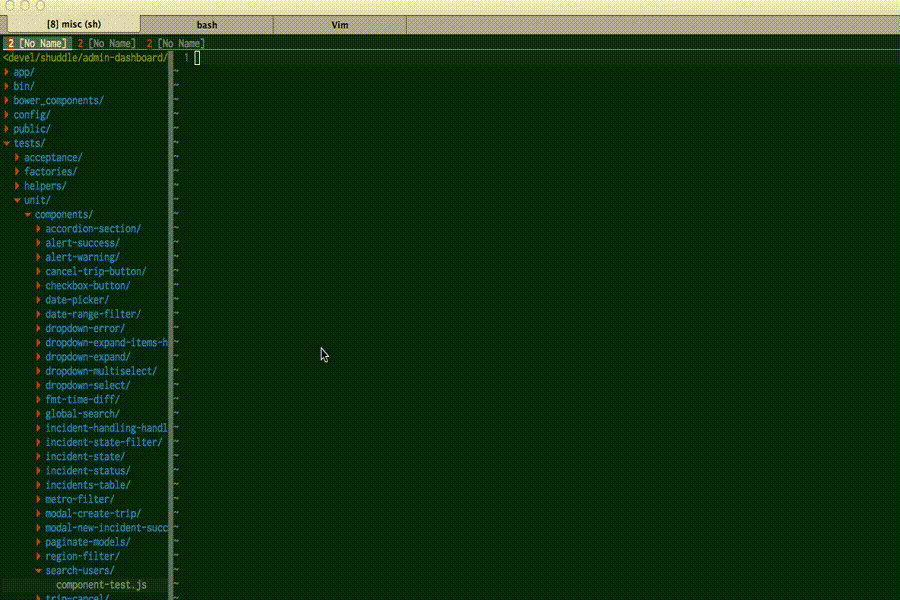 [8] misc (sh) bash Vim
2 [No Name] 2 [No Name] 2 [No Name]
<devel/shuddle/admin-dashboard/ 1
app/
bin/
bower_components/
config/
public/
tests/
acceptance/
factories/
helpers/
unit/
components/
accordion-section/
alert-success/
alert-warning/
cancel-trip-button/
checkbox-button/
date-picker/
date-range-filter/
dropdown-error/
dropdown-expand-items-h
dropdown-expand/
dropdown-multiselect/
dropdown-select/
fmt-time-diff/
global-search/
incident-handling-handl
incident-state-filter/
incident-state/
incident-status/
incidents-table/
metro-filter/
modal-create-trip/
modal-new-incident-succ
paginate-models/
region-filter/
search-users/
component-test.js
trip-cancel/